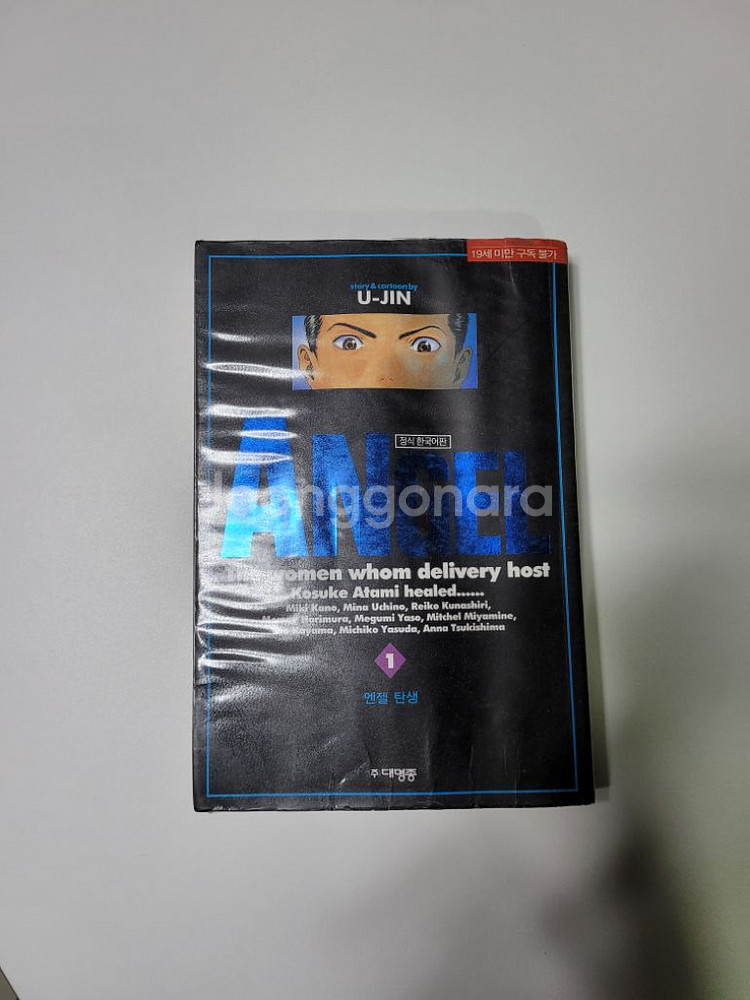 19세 미만 구독 불가
story & cartoon by
U-JIN
정식 한국어판
ANGEL
joonggonara
women whom delivery host
Kosuke Atami healed......
Miki Kano, Mina Uchino, Reiko Kunashiri,
Horimura, Megumi Yaso, Mitchel Miyamine,
Kayama, Michiko Yasuda, Anna Tsukishima
1
엔젤 탄생
주)대명종